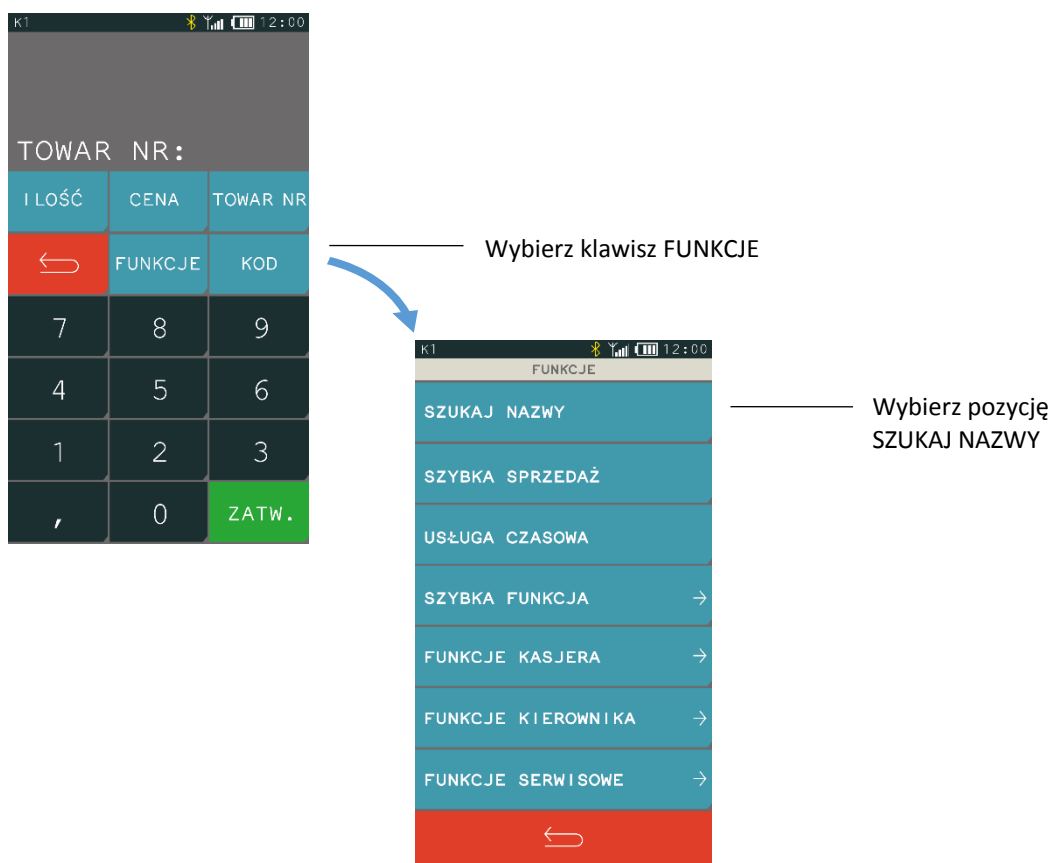 K1 12:00
TOWAR NR:
ILOŚĆ CENA TOWAR NR
FUNKCJE KOD
7 8 9
4 5 6
1 2 3
, 0 ZATW.
Wybierz klawisz FUNKCJE
K1 12:00
FUNKCJE
SZUKAJ NAZWY
SZYBKA SPRZEDAŻ
USŁUGA CZASOWA
SZYBKA FUNKCJA
FUNKCJE KASJERA
FUNKCJE KIEROWNIKA
FUNKCJE SERWISOWE
Wybierz pozycję
SZUKAJ NAZWY